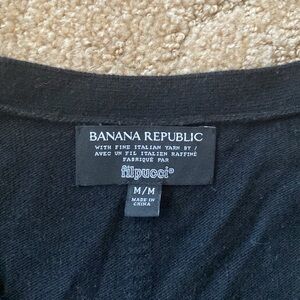 BANANA REPUBLIC
WITH FINE ITALIAN YARN BY /
AVEC UN FIL ITALIEN RAFFINÉ
FABRIQUÉ PAR
filpucci®
M/M
MADE IN
CHINA